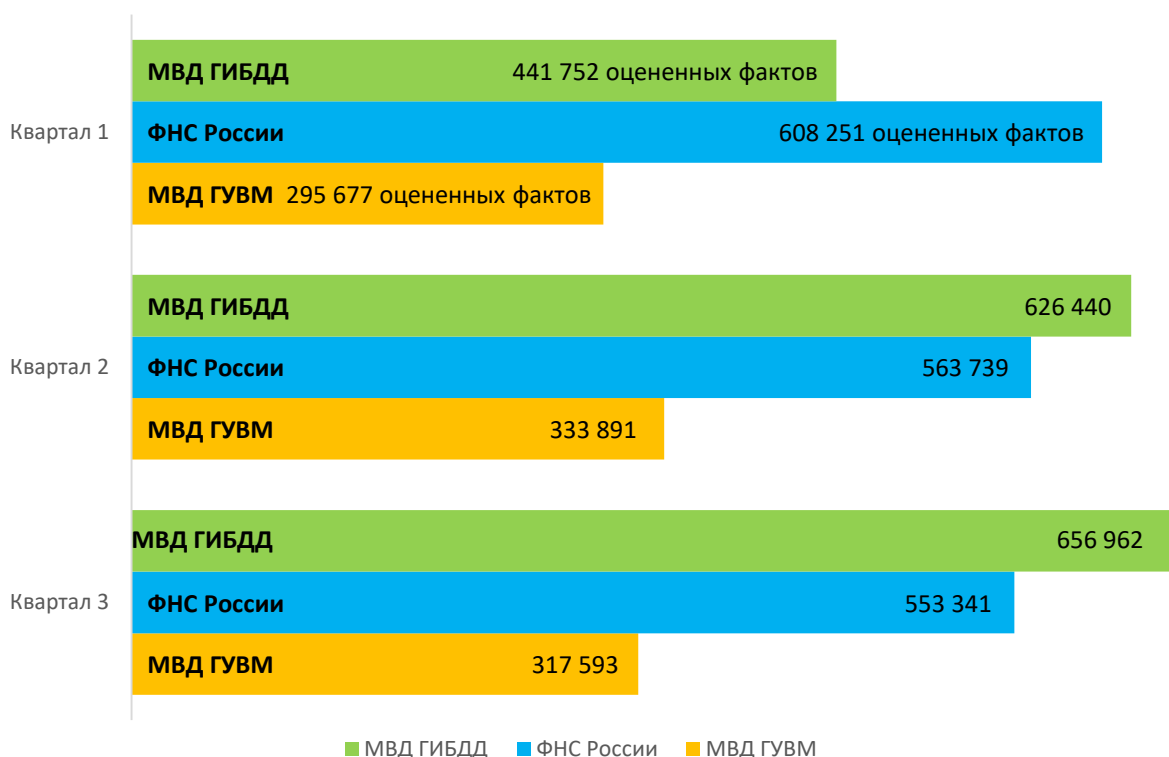 МВД ГИБДД 441 752 оцененных фактов
Квартал 1 ФНС России 608 251 оцененных фактов
МВД ГУВМ 295 677 оцененных фактов
МВД ГИБДД 626 440
Квартал 2 ФНС России 563 739
МВД ГУВМ 333 891
МВД ГИБДД 656 962
Квартал 3 ФНС России 553 341
МВД ГУВМ 317 593
МВД ГИБДД ФНС России МВД ГУВМ